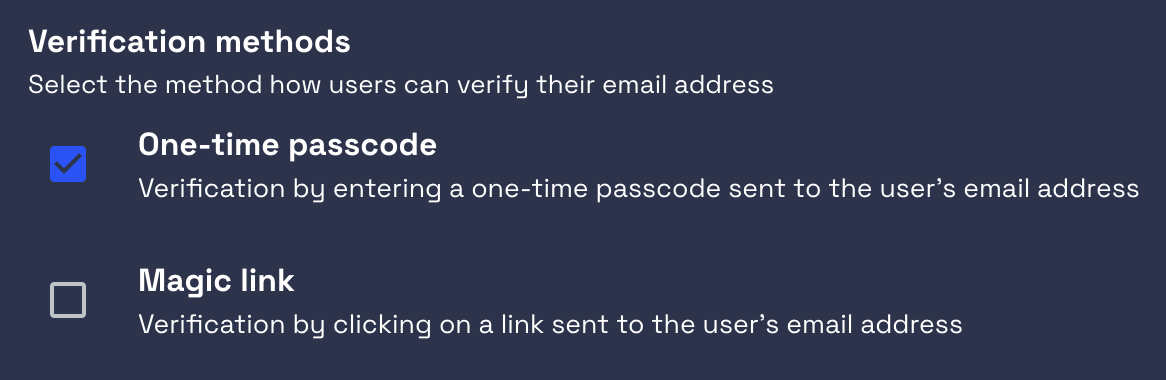 Verification methods
Select the method how users can verify their email address
One-time passcode
Verification by entering a one-time passcode sent to the user’s email address
Magic link
Verification by clicking on a link sent to the user’s email address